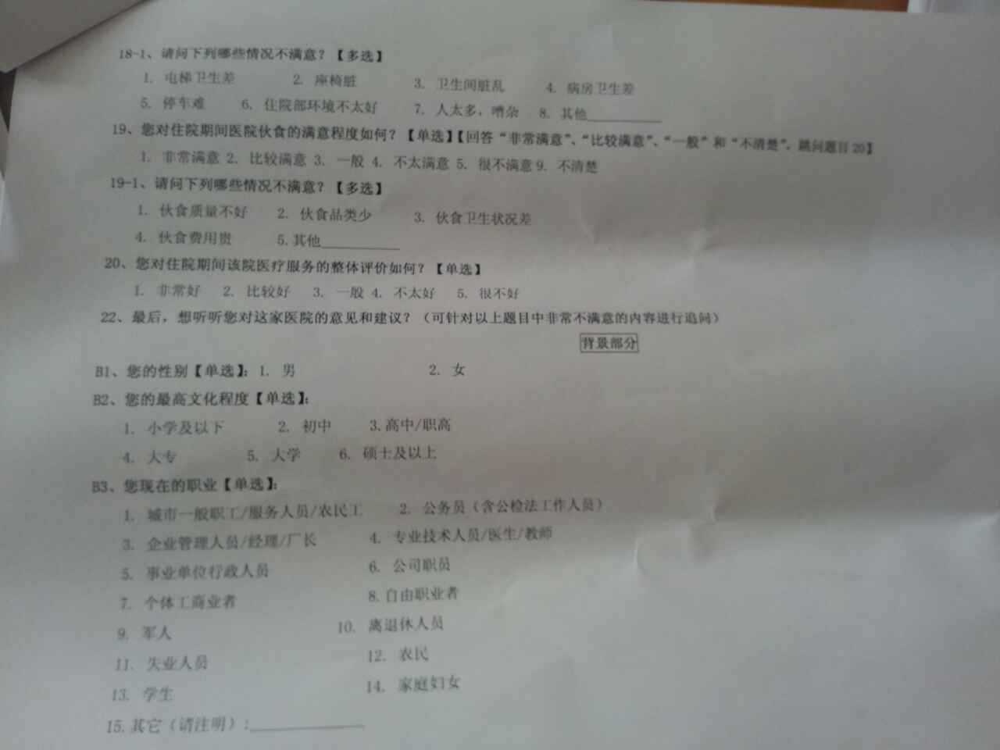 18-1、请问下列哪些情况不满意？【多选】
1. 电梯卫生差 2. 座椅脏 3. 卫生间脏乱 4. 病房卫生差
5. 停车难 6. 住院部环境不太好 7. 人太多，嘈杂 8. 其他__________
19、您对住院期间医院伙食的满意程度如何？【单选】【回答“非常满意”、“比较满意”、“一般”和“不清楚”，跳问题目20】
1. 非常满意 2. 比较满意 3. 一般 4. 不太满意 5. 很不满意 9. 不清楚
19-1、请问下列哪些情况不满意？【多选】
1. 伙食质量不好 2. 伙食品类少 3. 伙食卫生状况差
4. 伙食费用贵 5.其他__________
20、您对住院期间该院医疗服务的整体评价如何？【单选】
1. 非常好 2. 比较好 3. 一般 4. 不太好 5. 很不好
22、最后，想听听您对这家医院的意见和建议？（可针对以上题目中非常不满意的内容进行追问）
背景部分
B1、您的性别【单选】：1. 男 2. 女
B2、您的最高文化程度【单选】：
1. 小学及以下 2. 初中 3.高中/职高
4. 大专 5. 大学 6. 硕士及以上
B3、您现在的职业【单选】：
1. 城市一般职工/服务人员/农民工 2. 公务员（含公检法工作人员）
3. 企业管理人员/经理/厂长 4. 专业技术人员/医生/教师
5. 事业单位行政人员 6. 公司职员
7. 个体工商业者 8.自由职业者
9. 军人 10. 离退休人员
11. 失业人员 12. 农民
13. 学生 14. 家庭妇女
15.其它（请注明）：______________